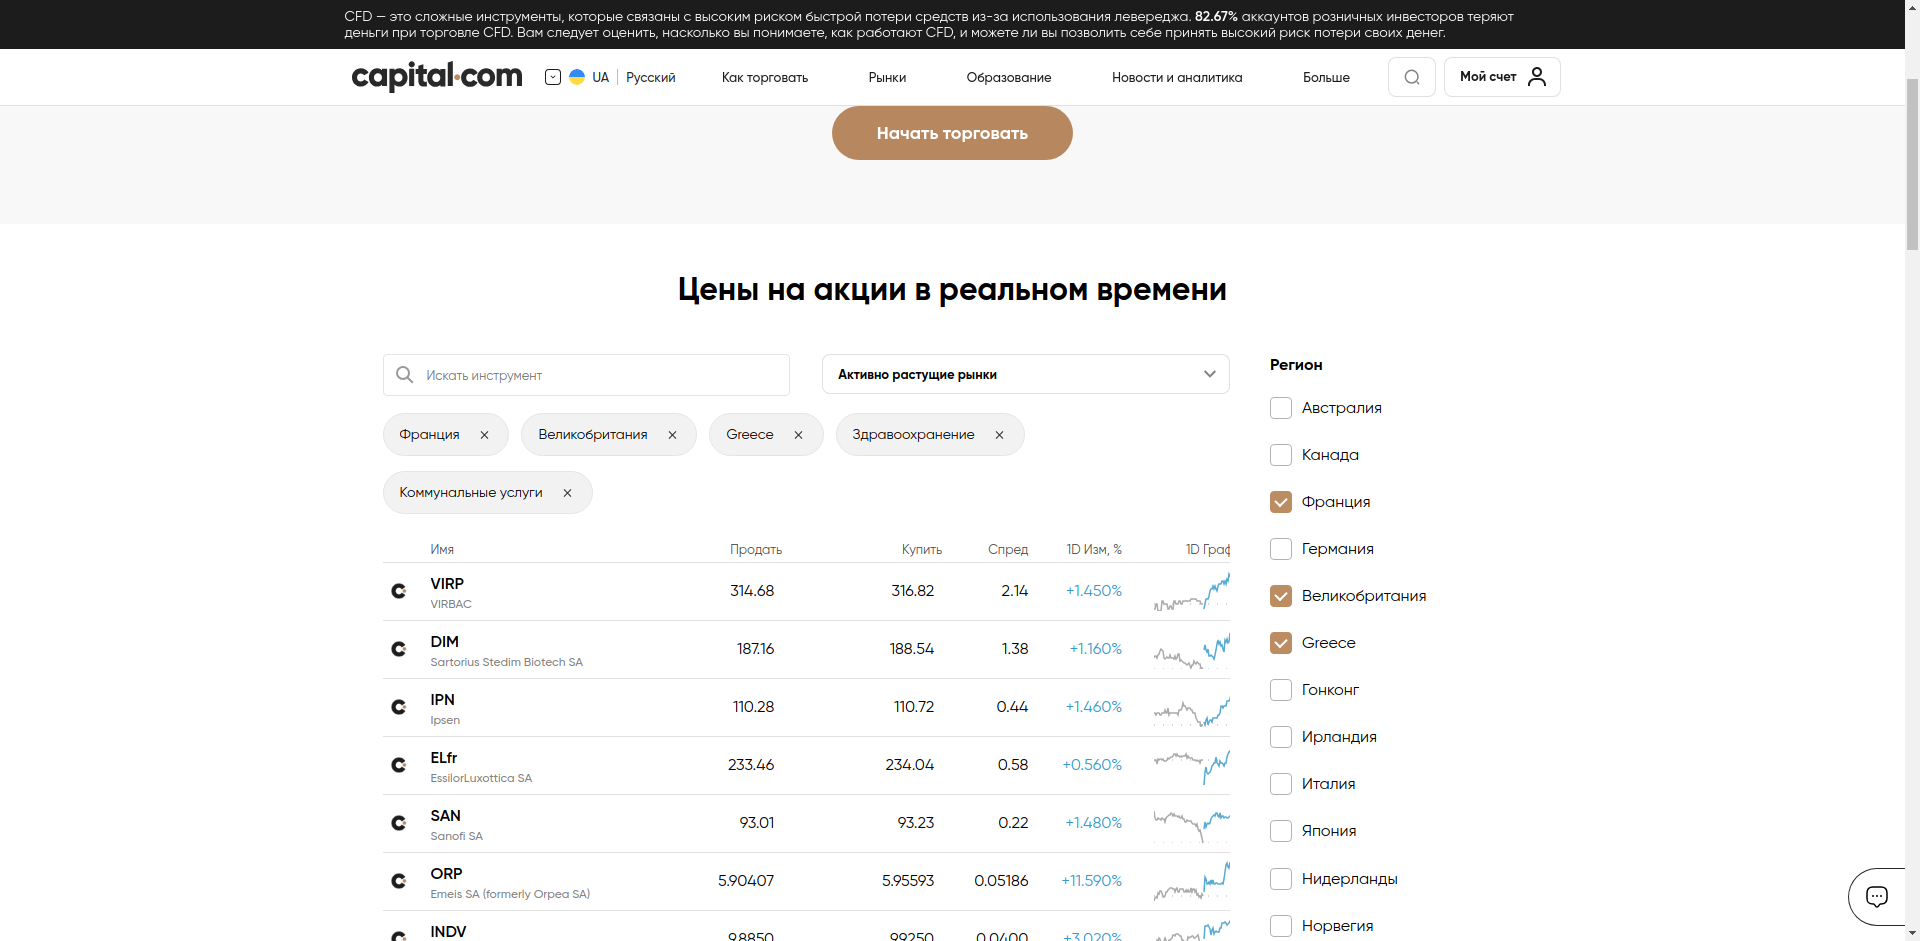 CFD — это сложные инструменты, которые связаны с высоким риском быстрой потери средств из-за использования левереджа. 82.67% аккаунтов розничных инвесторов теряют
деньги при торговле CFD. Вам следует оценить, насколько вы понимаете, как работают CFD, и можете ли вы позволить себе принять высокий риск потери своих денег.
capital.com UA Русский Как торговать Рынки Образование Новости и аналитика Больше Мой счет
Начать торговать
Цены на акции в реальном времени
Искать инструмент
Активно растущие рынки
Франция Великобритания Greece Здравоохранение
Коммунальные услуги
Имя Продать Купить Спред 1D Изм, % 1D Граф
VIRP 314.68 316.82 2.14 +1.450%
VIRBAC
DIM 187.16 188.54 1.38 +1.160%
Sartorius Stedim Biotech SA
IPN 110.28 110.72 0.44 +1.460%
Ipsen
ELfr 233.46 234.04 0.58 +0.560%
EssilorLuxottica SA
SAN 93.01 93.23 0.22 +1.480%
Sanofi SA
ORP 5.90407 5.95593 0.05186 +11.590%
Emeis SA (formerly Orpea SA)
INDV 9.8850 9.9250 0.0400 +3.020%
Регион
Австралия
Канада
Франция
Германия
Великобритания
Greece
Гонконг
Ирландия
Италия
Япония
Нидерланды
Норвегия